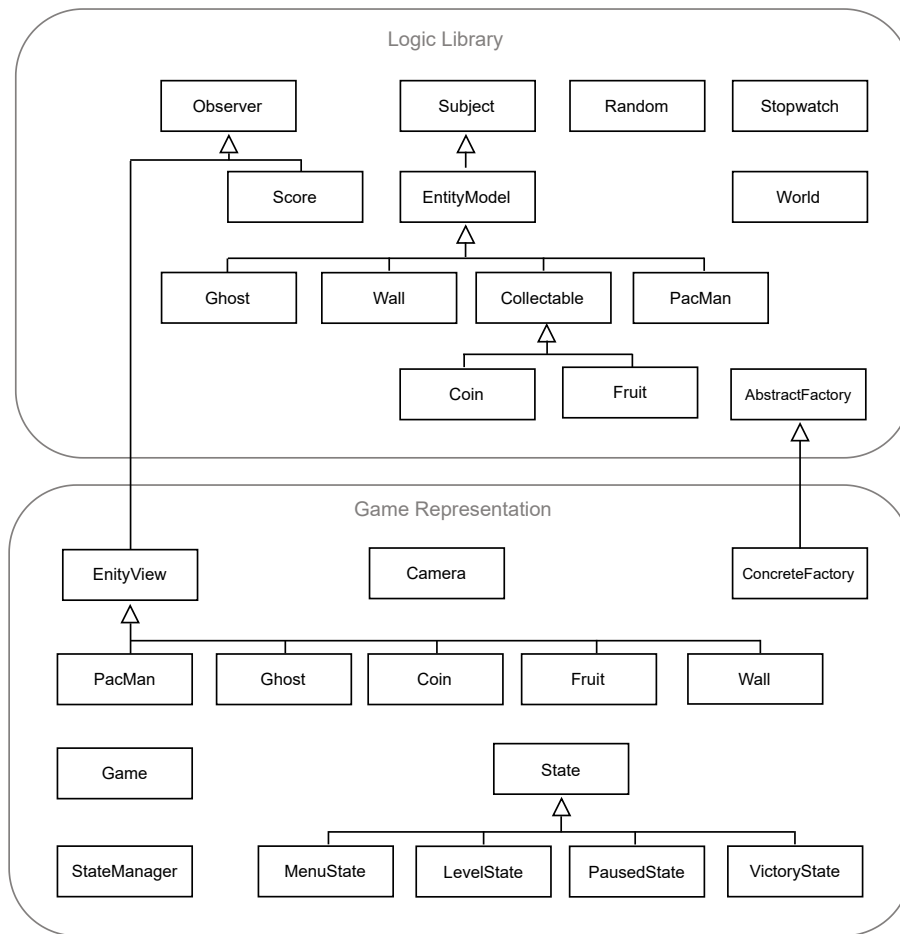 Logic Library
Observer
Subject
Random
Stopwatch
Score
EntityModel
World
Ghost
Wall
Collectable
PacMan
Coin
Fruit
AbstractFactory
Game Representation
EnityView
Camera
ConcreteFactory
PacMan
Ghost
Coin
Fruit
Wall
Game
State
StateManager
MenuState
LevelState
PausedState
VictoryState